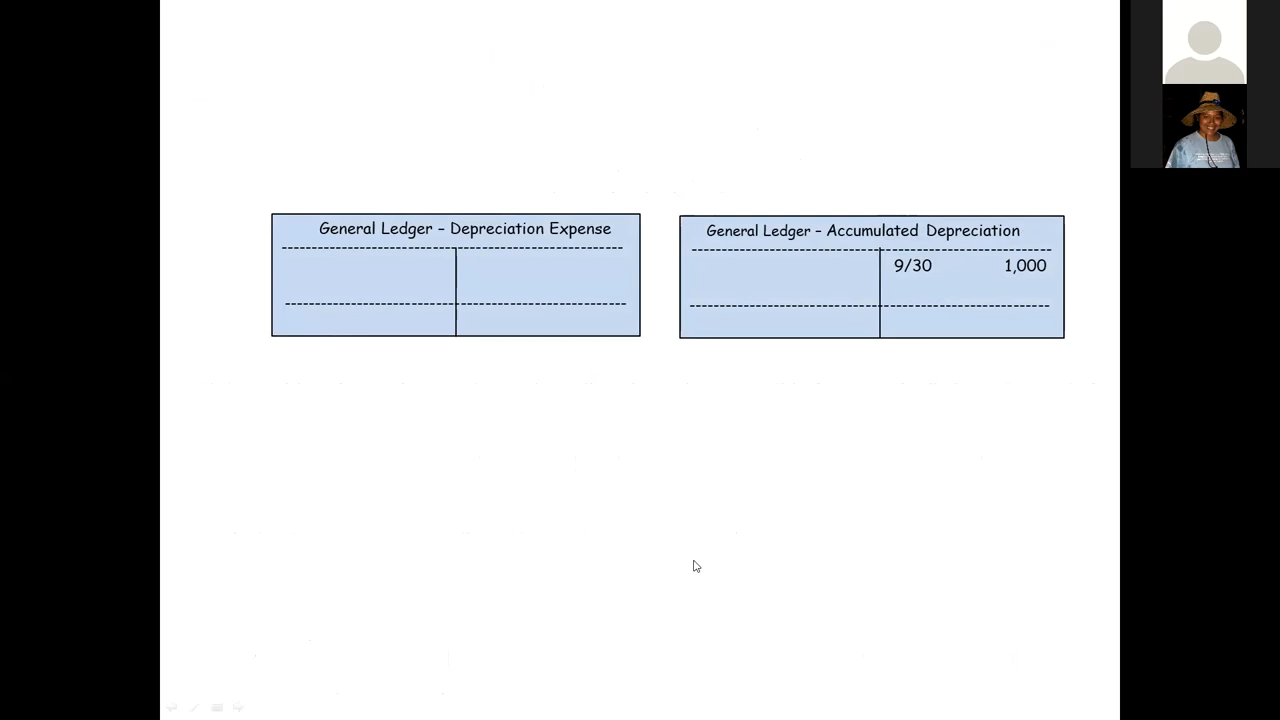 General Ledger – Depreciation Expense
General Ledger – Accumulated Depreciation
9/30 1,000